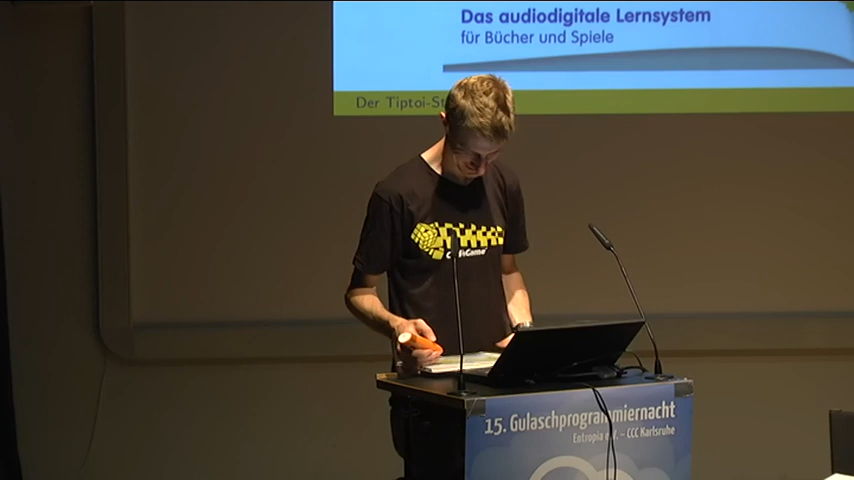 Das audiodigitale Lernsystem
für Bücher und Spiele
Der Tiptoi-St
15. Gulaschprogrammiernacht
Entropia e.V. – CCC Karlsruhe